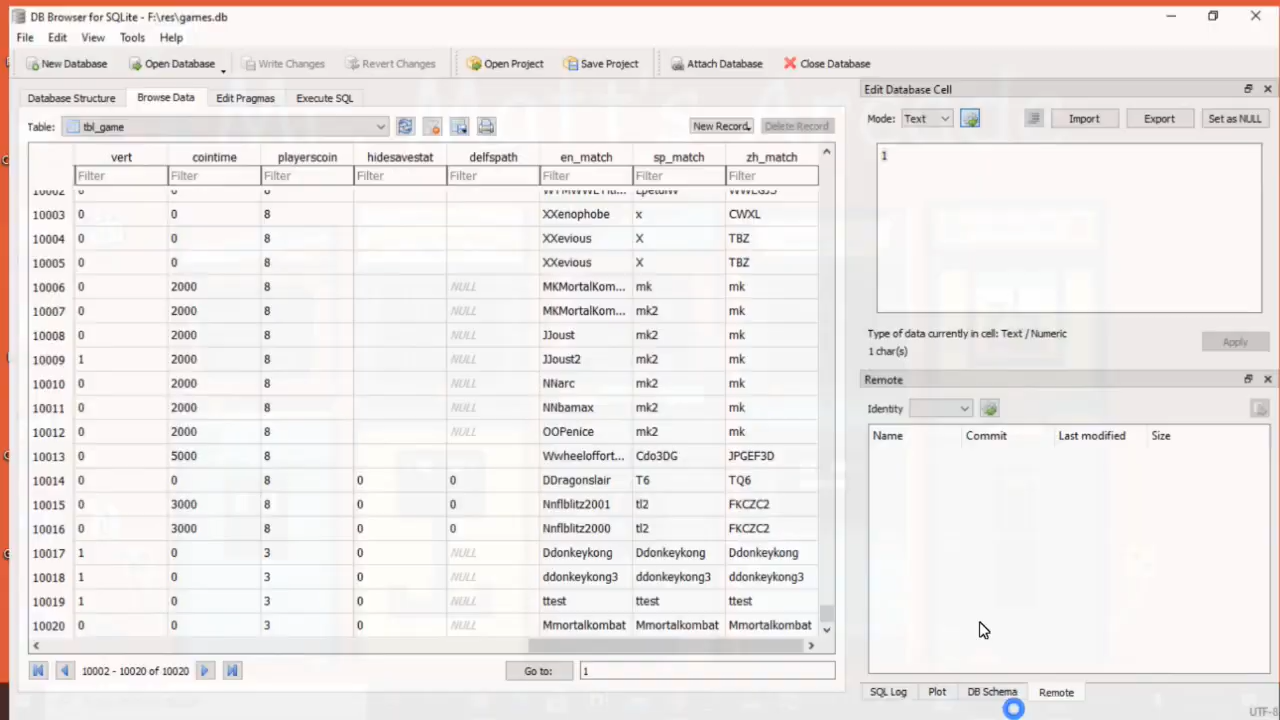 DB Browser for SQLite - F:\res\games.db
File Edit View Tools Help
New Database Open Database Write Changes Revert Changes Open Project Save Project Attach Database Close Database
Database Structure Browse Data Edit Pragmas Execute SQL
Table: tbl_game New Record Delete Record
vert cointime playerscoin hidesavestat delfspath en_match sp_match zh_match
Filter Filter Filter Filter Filter Filter Filter Filter
10002 0 0 8
10003 0 0 8 XXenophobe x CWXL
10004 0 0 8 XXevious X TBZ
10005 0 0 8 XXevious X TBZ
10006 0 2000 8 NULL MKMortalKom... mk mk
10007 0 2000 8 NULL MKMortalKom... mk2 mk
10008 0 2000 8 NULL JJoust mk2 mk
10009 1 2000 8 NULL JJoust2 mk2 mk
10010 0 2000 8 NULL NNarc mk2 mk
10011 0 2000 8 NULL NNbamax mk2 mk
10012 0 2000 8 NULL OOPenice mk2 mk
10013 0 5000 8 Wwheeloffort... Cdo3DG JPGEF3D
10014 0 0 8 0 0 DDragonslair T6 TQ6
10015 0 3000 8 0 0 Nnflblitz2001 tl2 FKCZC2
10016 0 3000 8 0 0 Nnflblitz2000 tl2 FKCZC2
10017 1 0 3 0 NULL Ddonkeykong Ddonkeykong Ddonkeykong
10018 1 0 3 0 NULL ddonkeykong3 ddonkeykong3 ddonkeykong3
10019 1 0 3 0 NULL ttest ttest ttest
10020 0 0 3 0 NULL Mmortalkombat Mmortalkombat Mmortalkombat
10002 - 10020 of 10020 Go to: 1
Edit Database Cell
Mode: Text Import Export Set as NULL
1
Type of data currently in cell: Text / Numeric
1 char(s)
Apply
Remote
Identity
Name Commit Last modified Size
SQL Log Plot DB Schema Remote
UTF-8